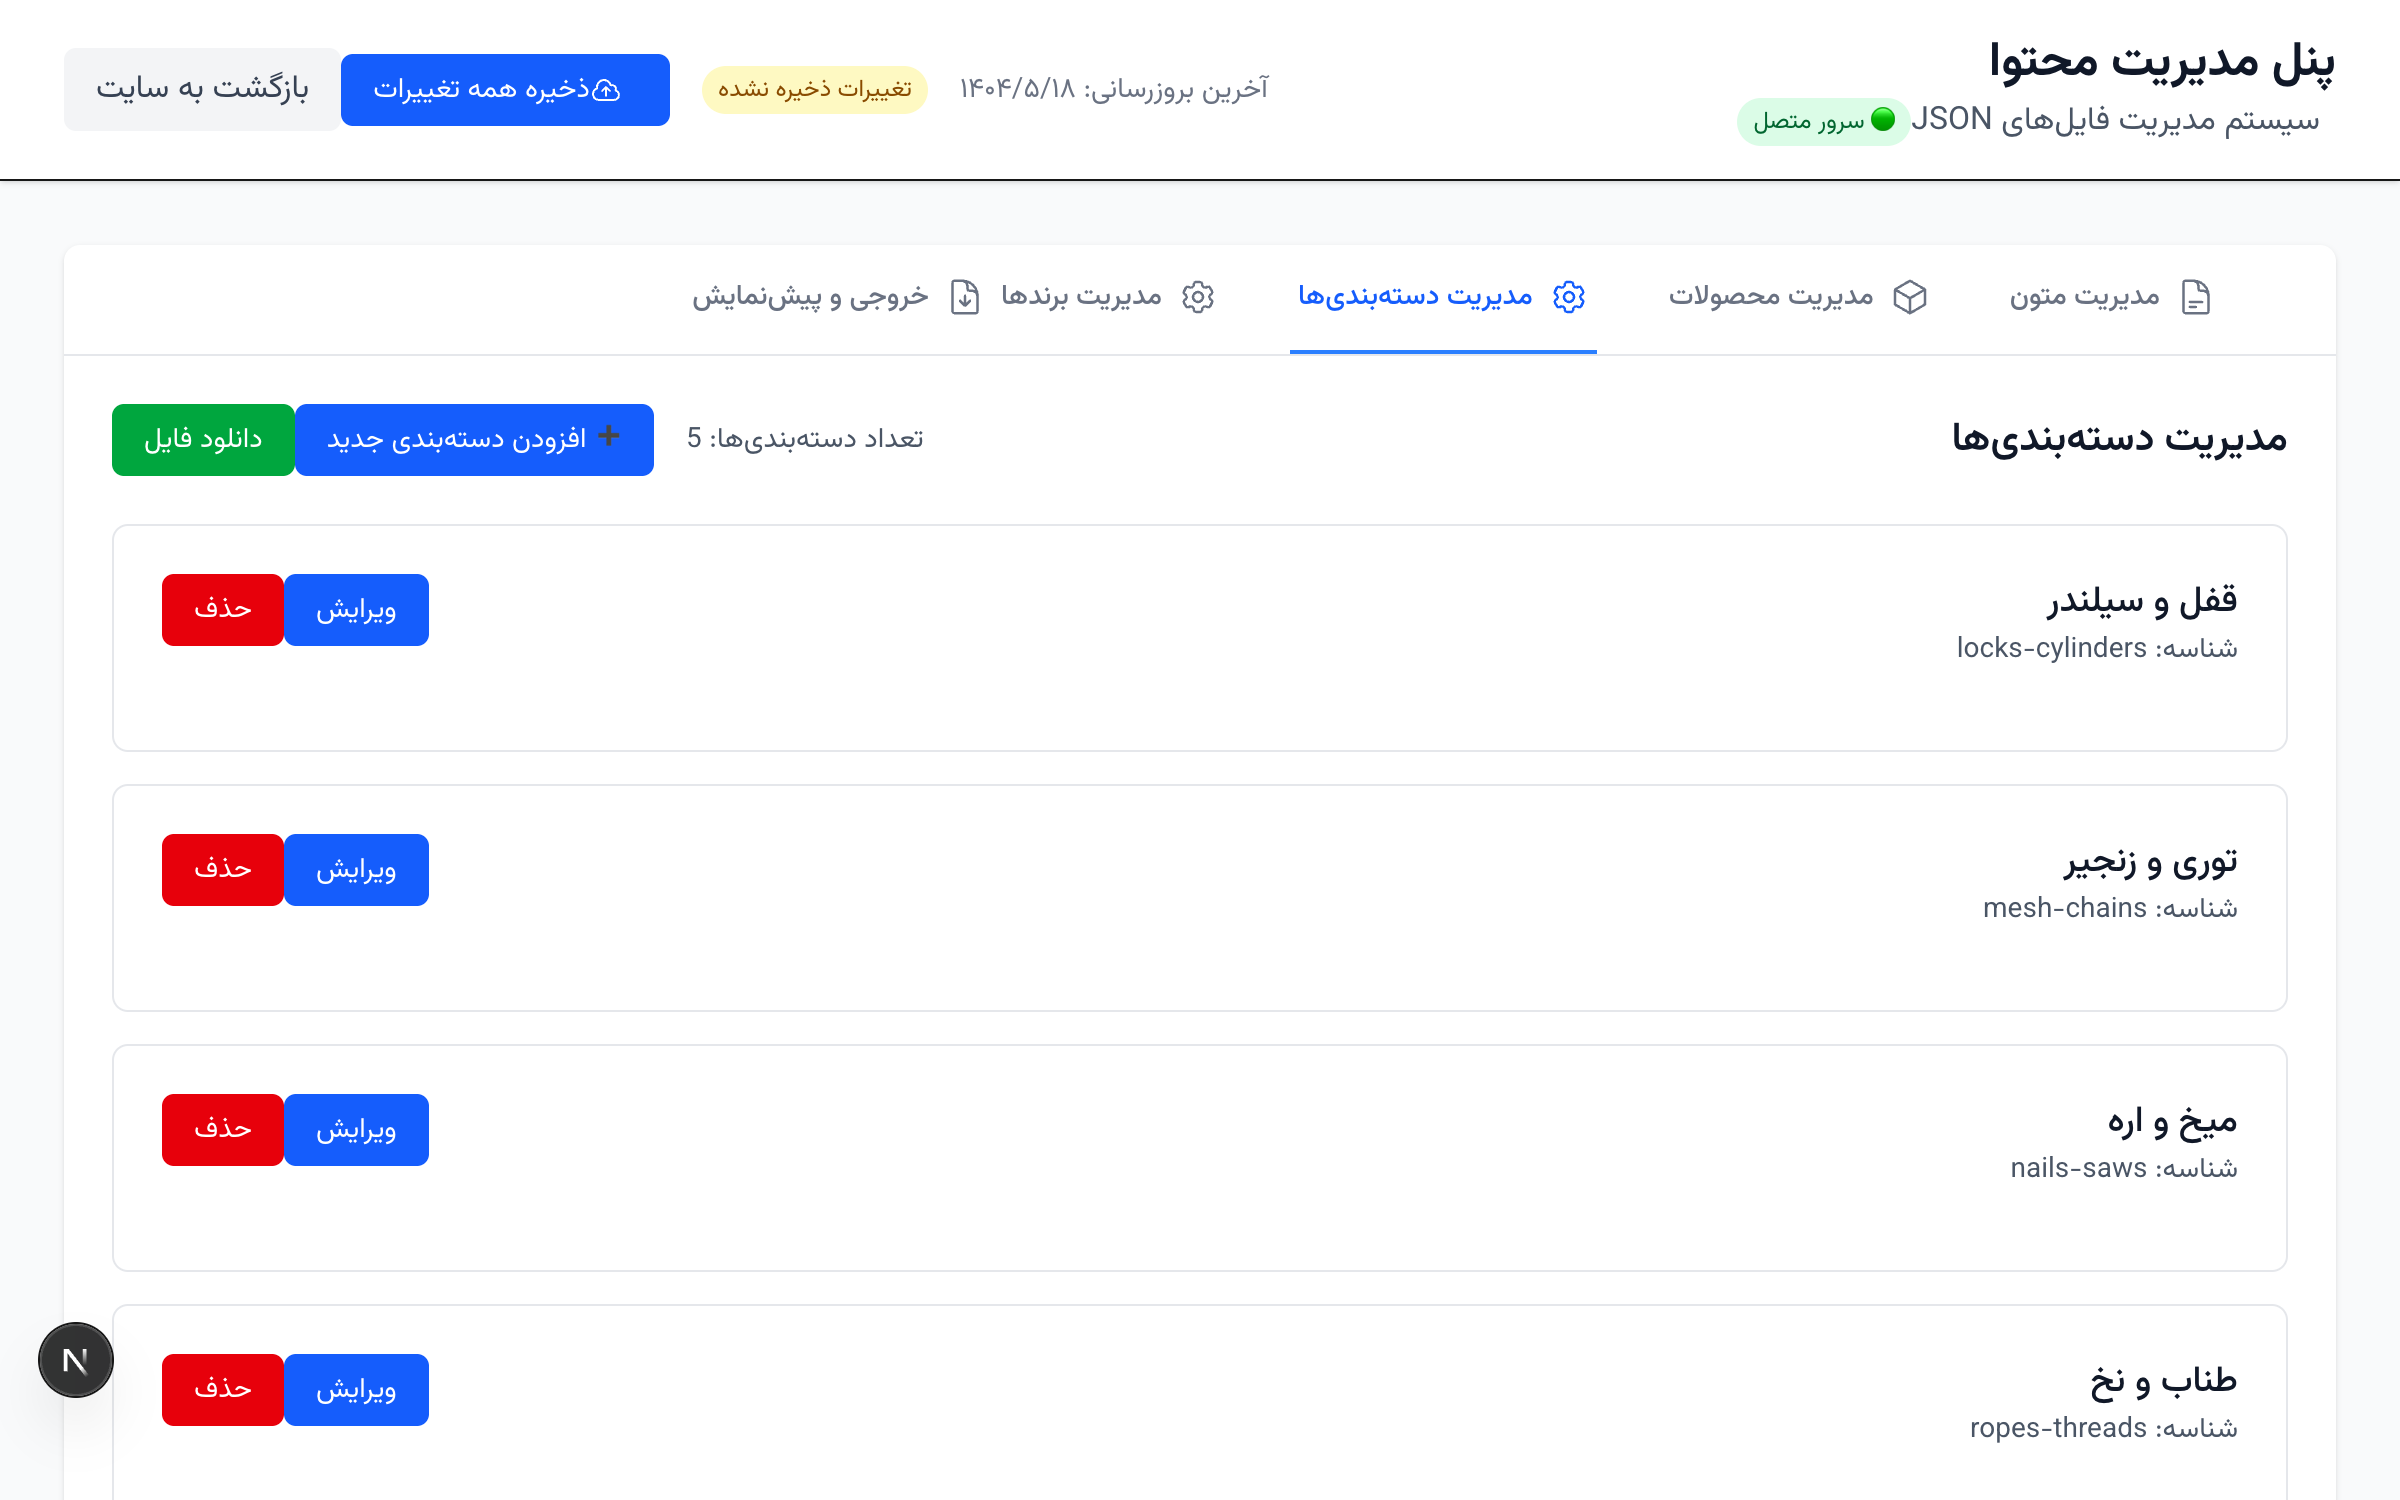 پنل مدیریت محتوا
سیستم مدیریت فایل‌های JSON
سرور متصل
آخرین بروزرسانی: ۱۴۰۴/۵/۱۸
تغییرات ذخیره نشده
ذخیره همه تغییرات
بازگشت به سایت
مدیریت متون
مدیریت محصولات
مدیریت دسته‌بندی‌ها
مدیریت برندها
خروجی و پیش‌نمایش
مدیریت دسته‌بندی‌ها
تعداد دسته‌بندی‌ها: 5
➕ افزودن دسته‌بندی جدید
دانلود فایل
قفل و سیلندر
شناسه: locks-cylinders
ویرایش
حذف
توری و زنجیر
شناسه: mesh-chains
ویرایش
حذف
میخ و اره
شناسه: nails-saws
ویرایش
حذف
طناب و نخ
شناسه: ropes-threads
ویرایش
حذف
N